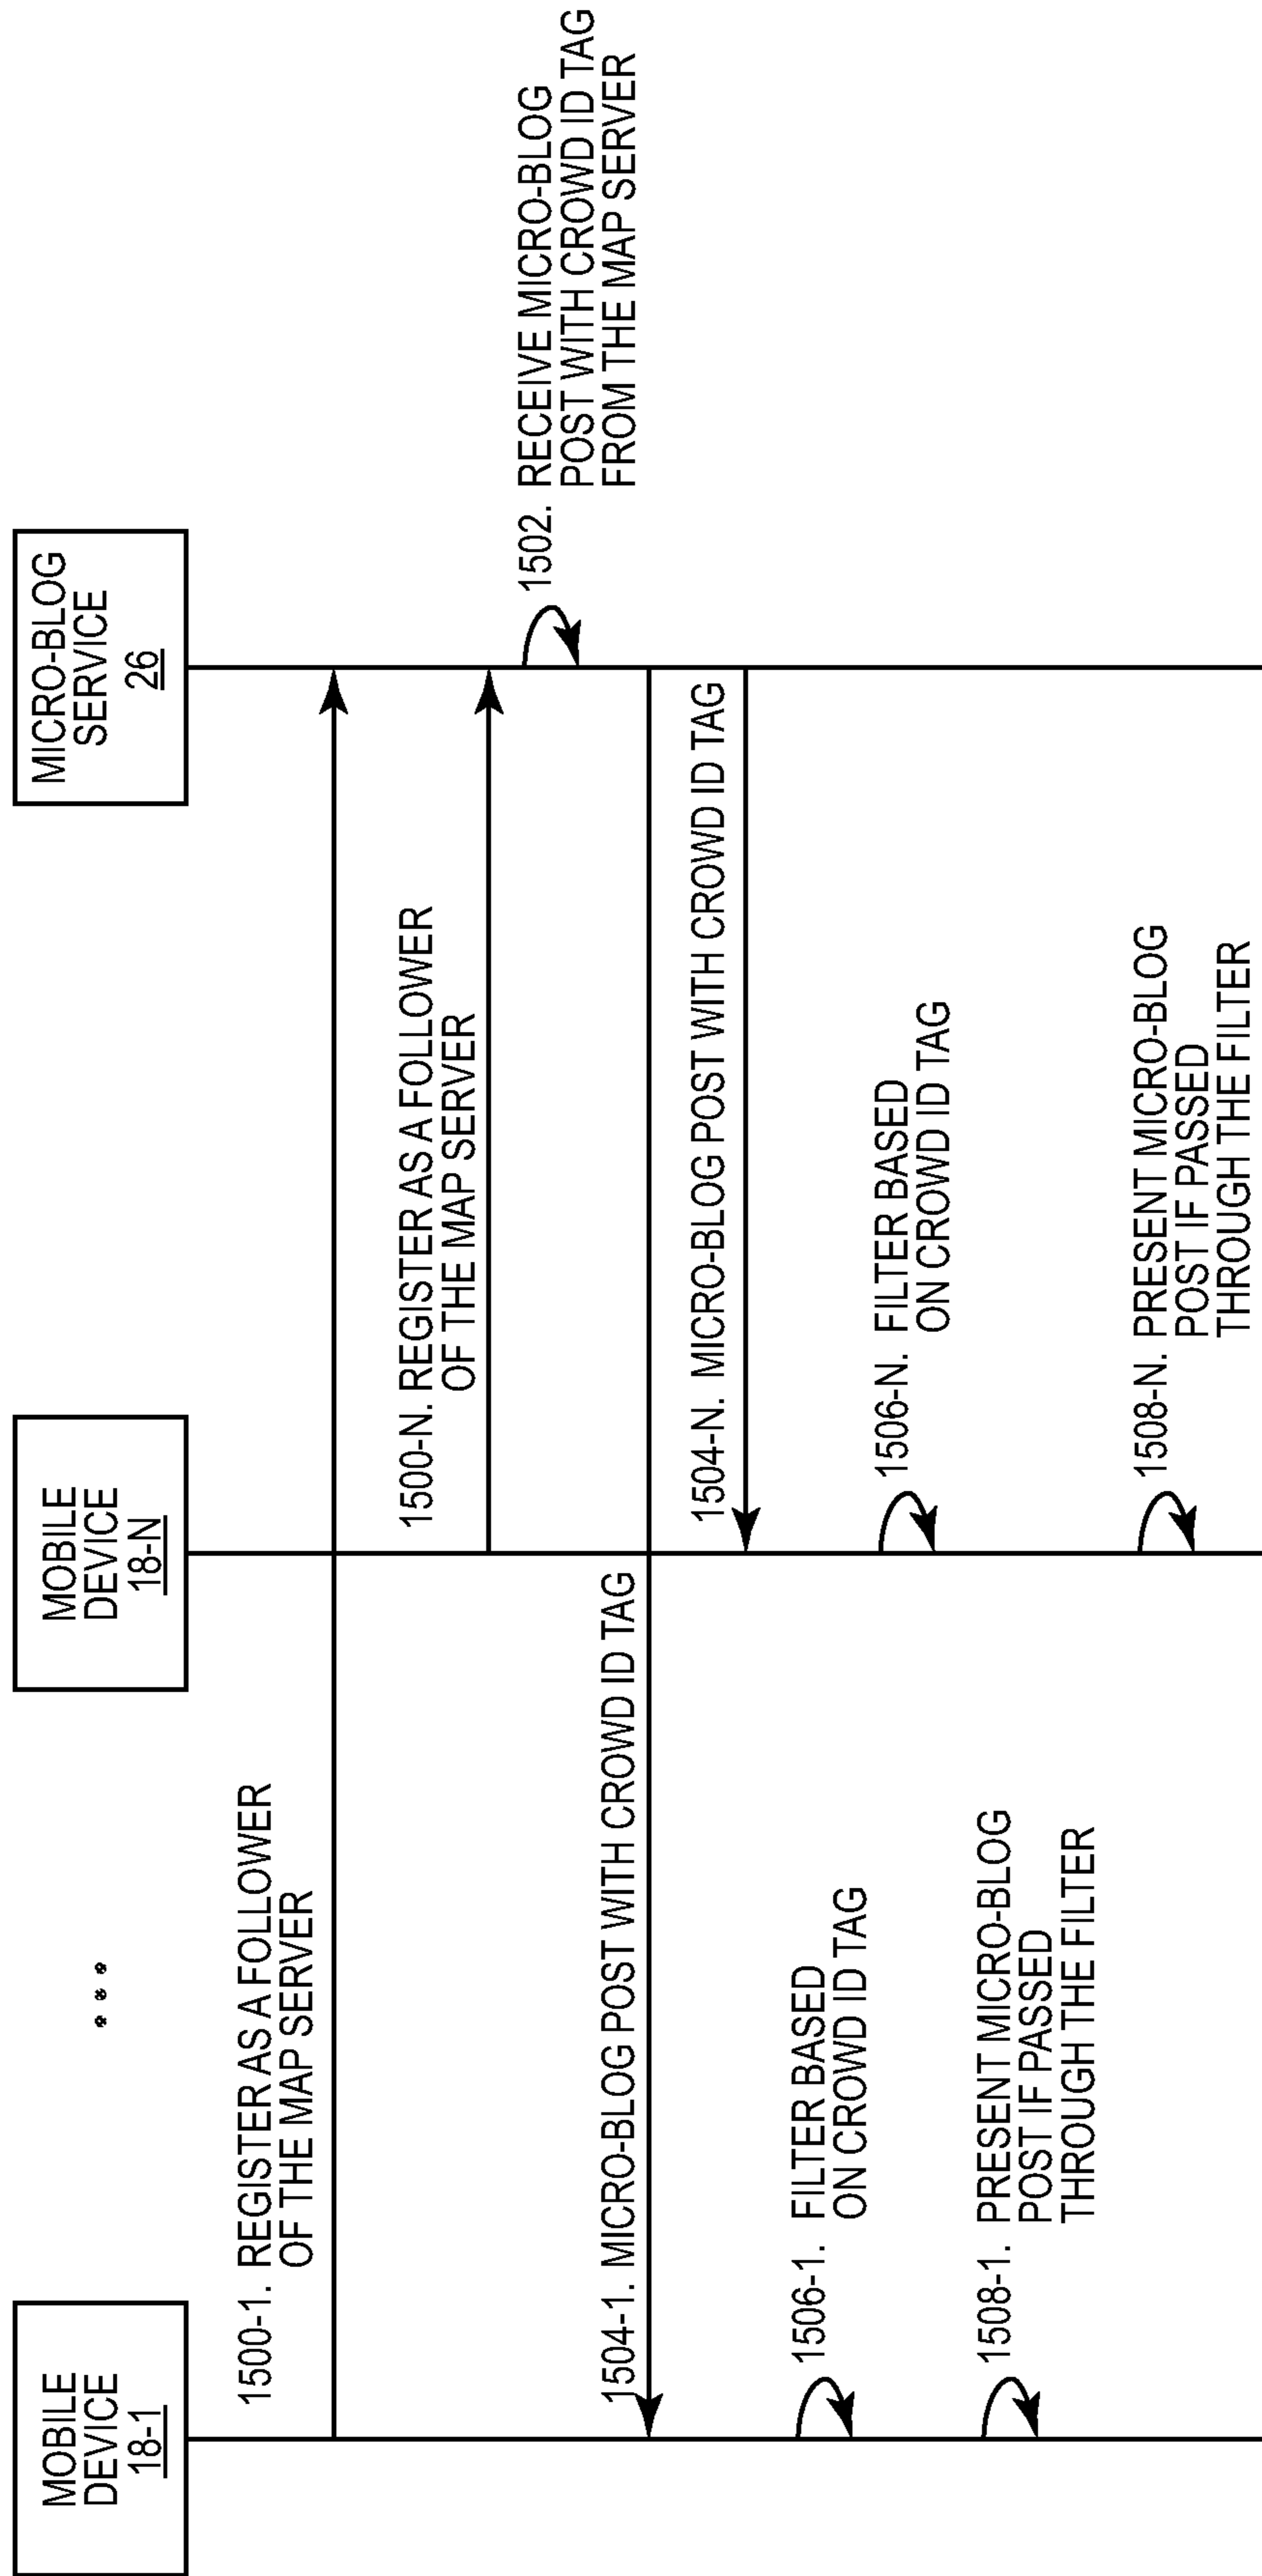 MOBILE
DEVICE
18-1
MOBILE
DEVICE
18-N
MICRO-BLOG
SERVICE
26
1500-1. REGISTER AS A FOLLOWER
OF THE MAP SERVER
1500-N. REGISTER AS A FOLLOWER
OF THE MAP SERVER
1502. RECEIVE MICRO-BLOG
POST WITH CROWD ID TAG
FROM THE MAP SERVER
1504-1. MICRO-BLOG POST WITH CROWD ID TAG
1504-N. MICRO-BLOG POST WITH CROWD ID TAG
1506-1. FILTER BASED
ON CROWD ID TAG
1506-N. FILTER BASED
ON CROWD ID TAG
1508-1. PRESENT MICRO-BLOG
POST IF PASSED
THROUGH THE FILTER
1508-N. PRESENT MICRO-BLOG
POST IF PASSED
THROUGH THE FILTER